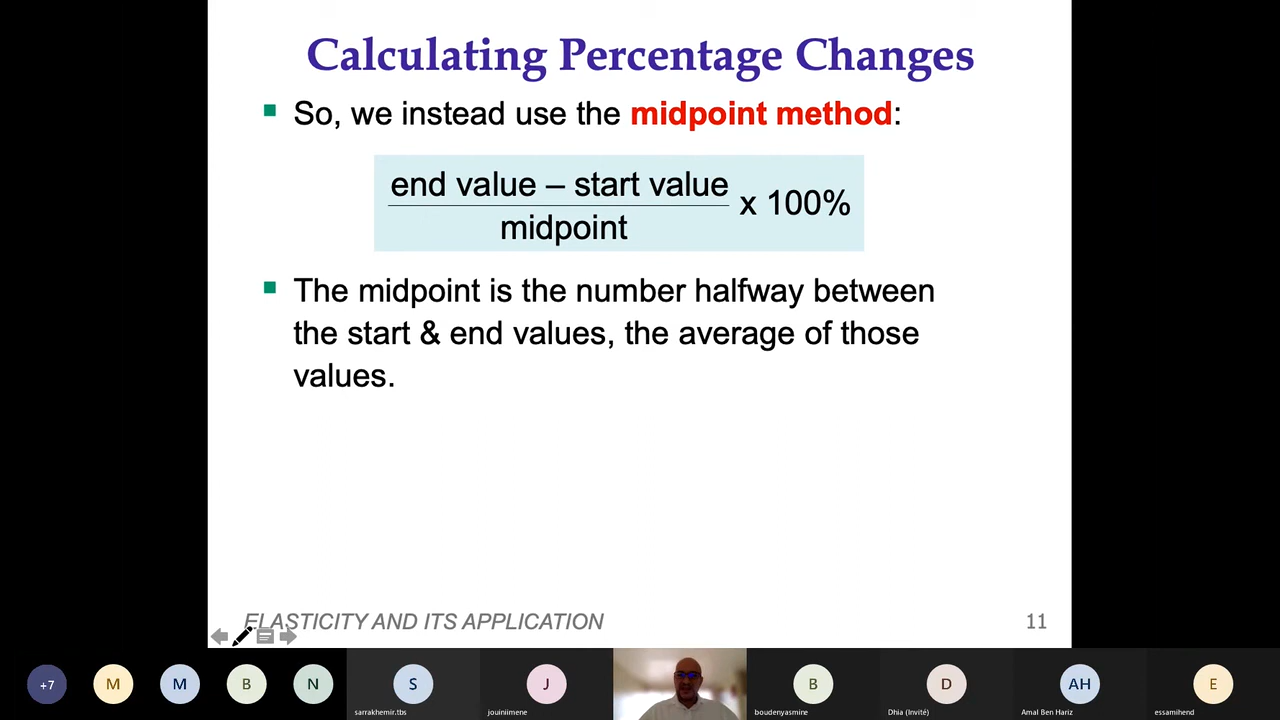 Calculating Percentage Changes
So, we instead use the midpoint method:
end value – start value
x 100%
midpoint
The midpoint is the number halfway between
the start & end values, the average of those
values.
ELASTICITY AND ITS APPLICATION
11
+7
M
M
B
N
S
J
B
D
AH
E
sarrakhemir.tbs
jouiniimene
boudenyasmine
Dhia (Invité)
Amal Ben Hariz
essamihend